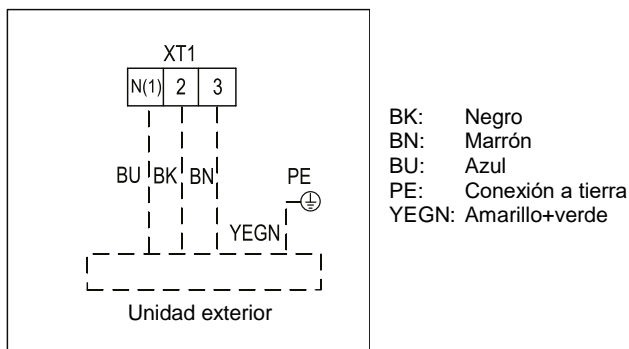 XT1
N(1) 2 3
BU BK BN PE
YEGN
Unidad exterior
BK: Negro
BN: Marrón
BU: Azul
PE: Conexión a tierra
YEGN: Amarillo+verde